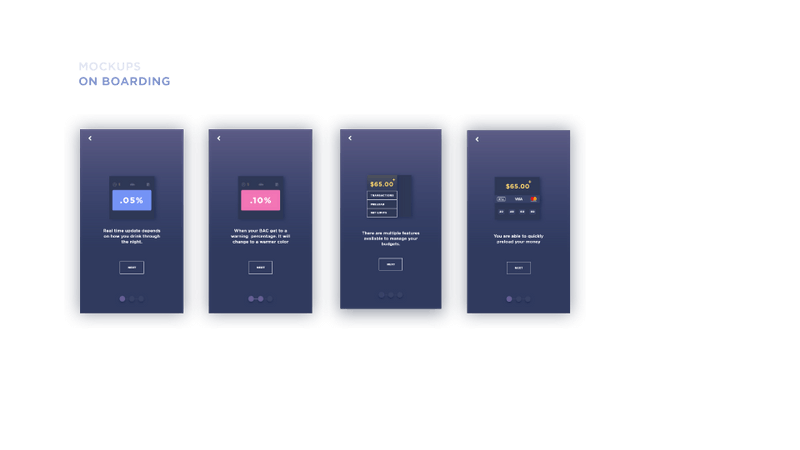 MOCKUPS
ON BOARDING
.05%
Real time update depends
on how you drink through
the night.
NEXT
.10%
When your BAC get to a
warning percentage. It will
change to a warmer color
NEXT
$65.00
TRANSACTIONS
PRELOAD
SET LIMITS
There are multiple features
available to manage your
budgets.
NEXT
$65.00
VISA
You are able to quickly
preload your money
NEXT